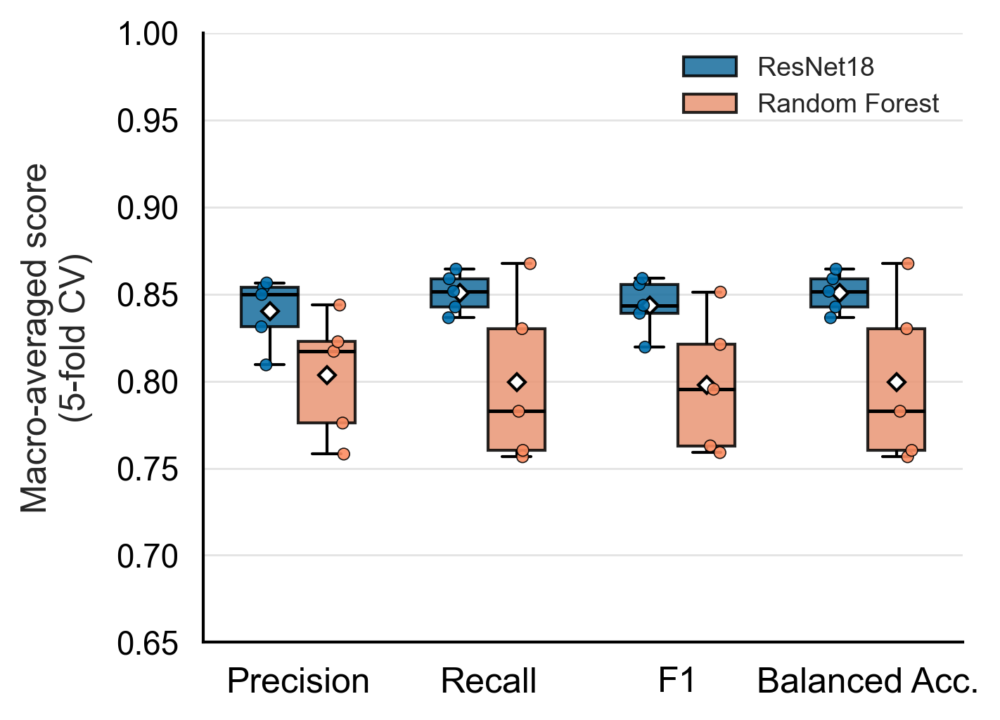 Macro-averaged score
(5-fold CV)
1.00
0.95
0.90
0.85
0.80
0.75
0.70
0.65
ResNet18
Random Forest
Precision
Recall
F1
Balanced Acc.